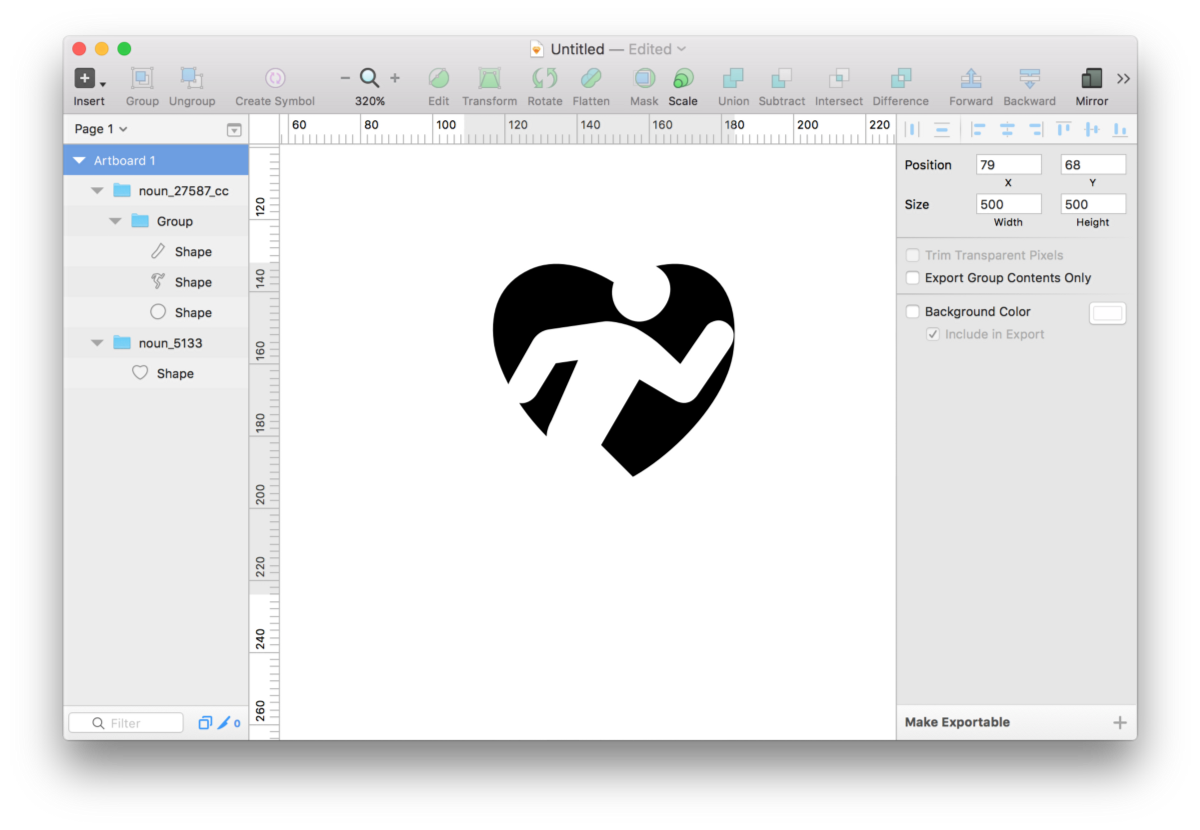 Untitled — Edited
Insert Group Ungroup Create Symbol 320% Edit Transform Rotate Flatten Mask Scale Union Subtract Intersect Difference Forward Backward Mirror
Page 1
60 80 100 120 140 160 180 200 220
Artboard 1
noun_27587_cc
Group
Shape
Shape
Shape
noun_5133
Shape
Filter
0
120
140
160
180
200
220
240
260
Position 79 68
X Y
Size 500 500
Width Height
Trim Transparent Pixels
Export Group Contents Only
Background Color
Include in Export
Make Exportable